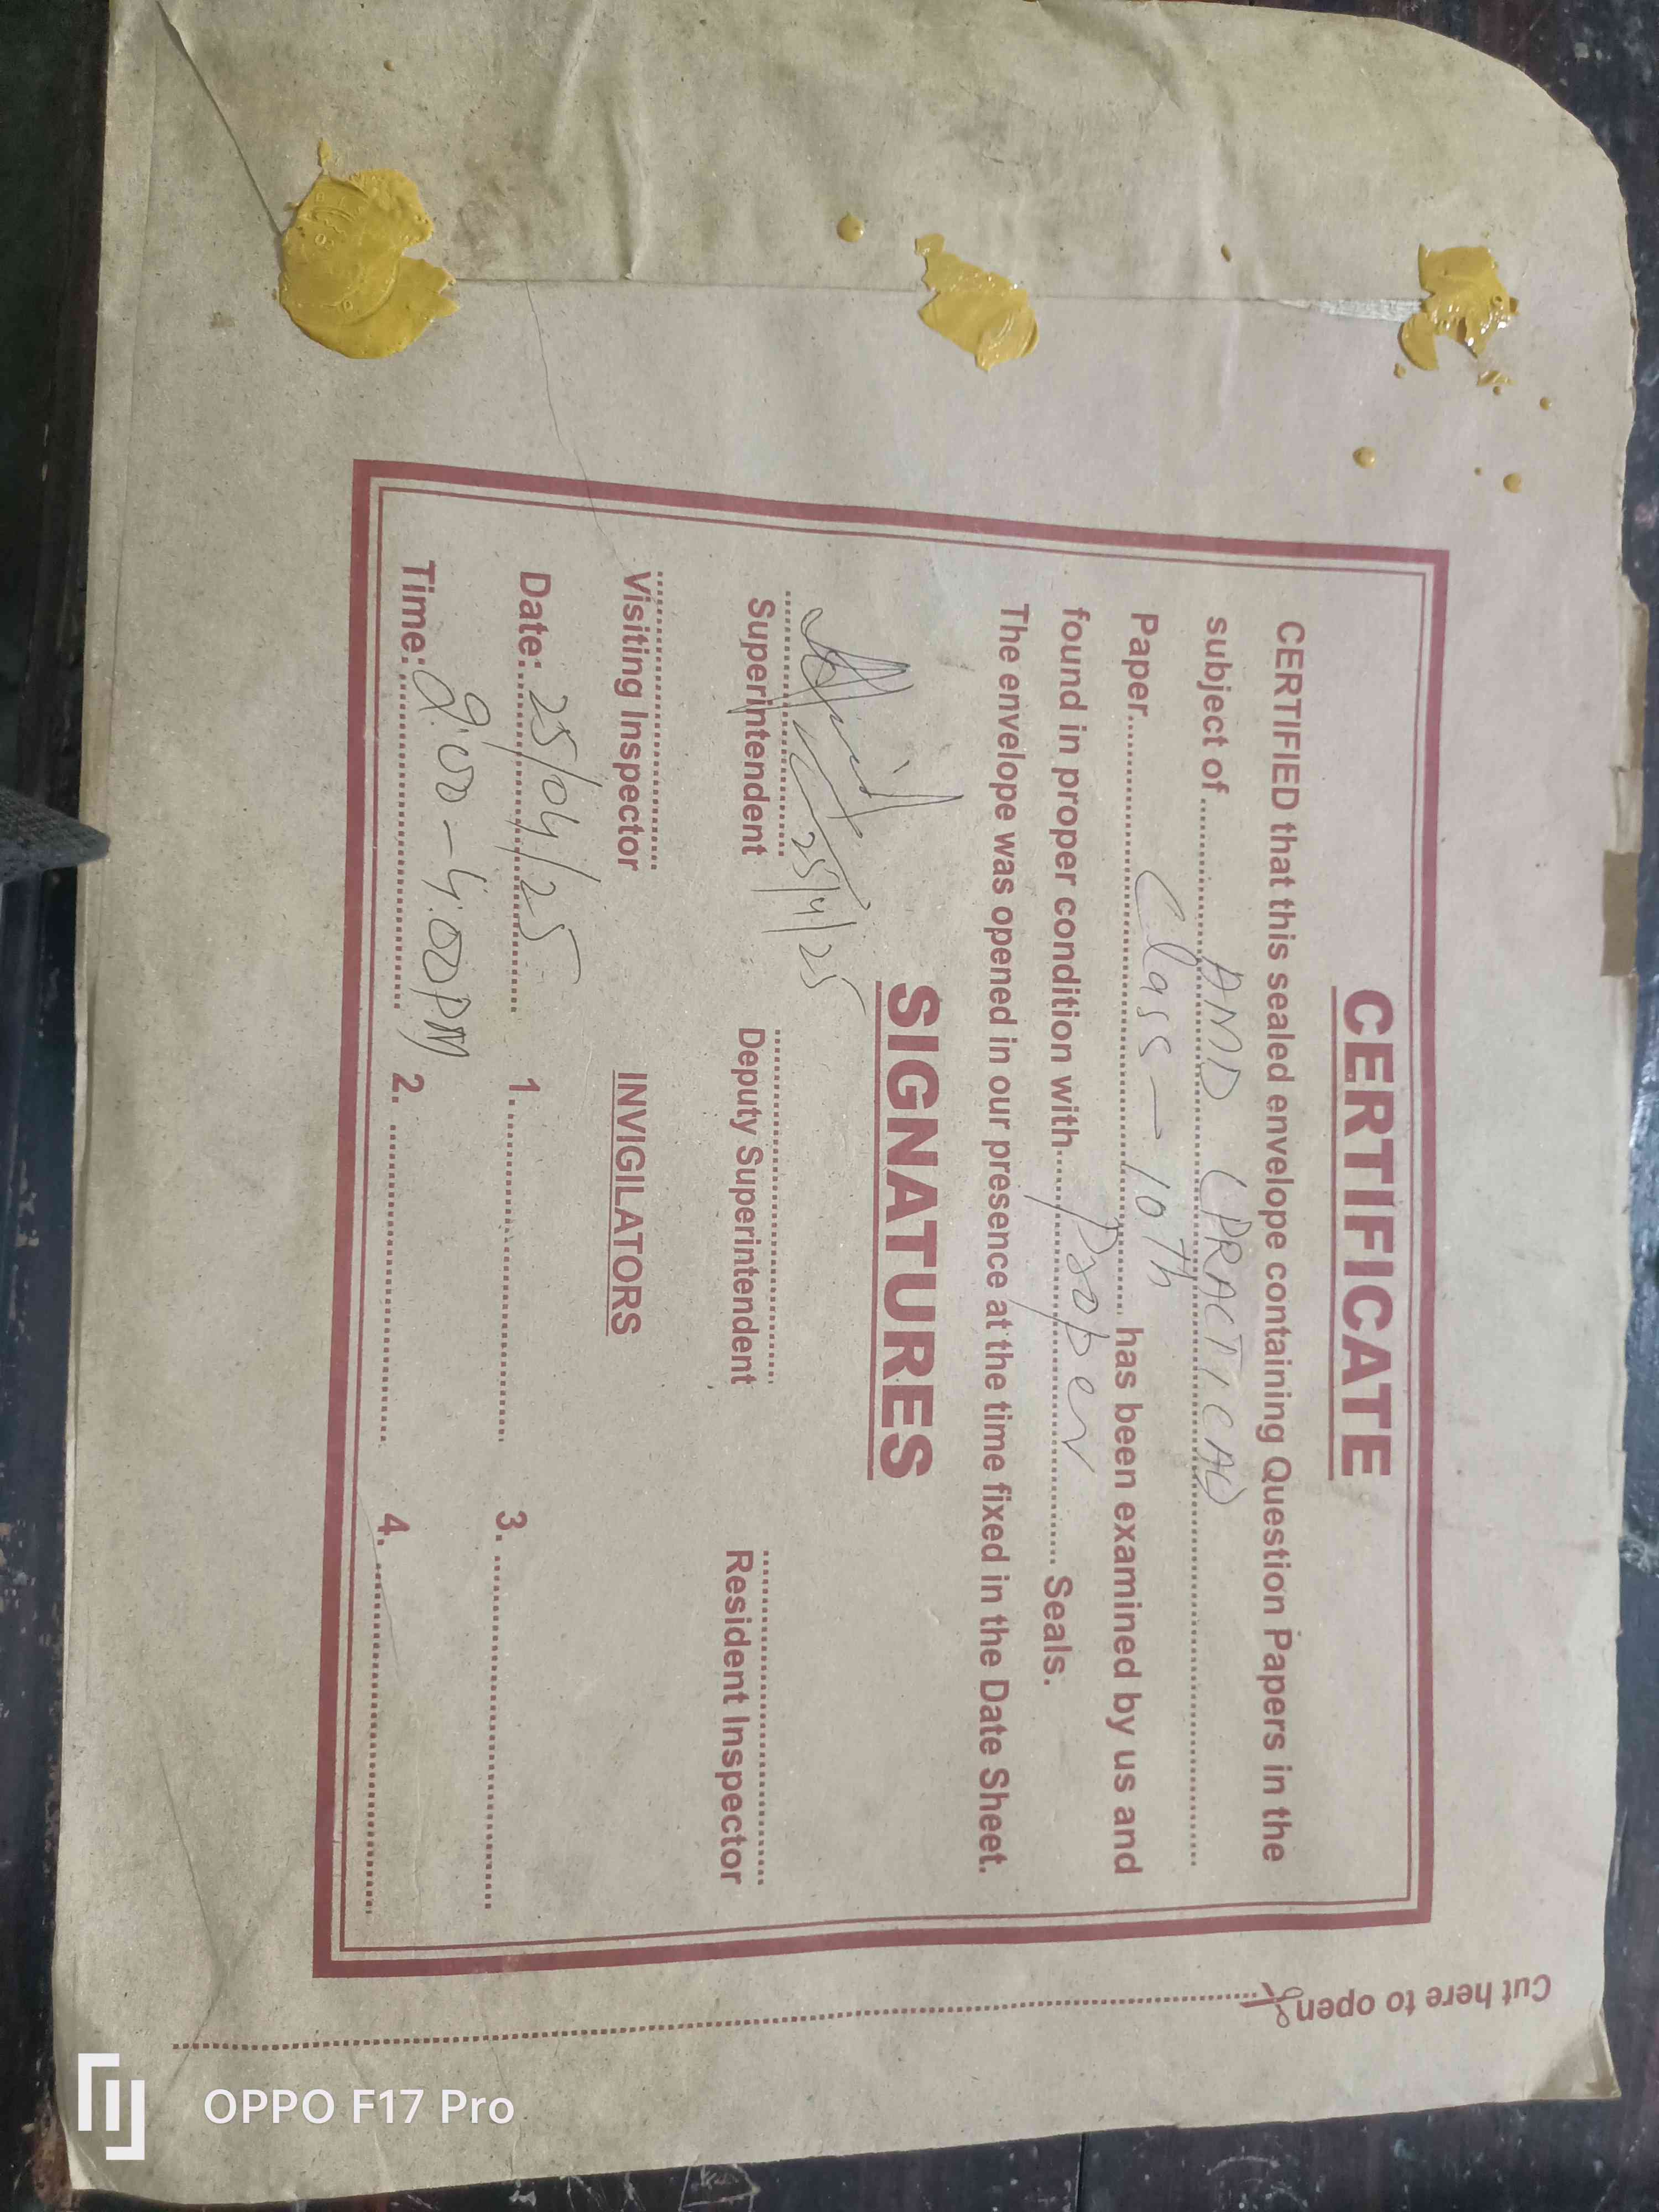 CERTIFICATE
CERTIFIED that this sealed envelope containing Question Papers in the
subject of.......... AMD (PRACTICAL) ..........
Paper.......... Class - 10th .......... has been examined by us and
found in proper condition with.......... Proper .......... Seals.
The envelope was opened in our presence at the time fixed in the Date Sheet.
SIGNATURES
25/4/25
Superintendent Deputy Superintendent Resident Inspector
Visiting Inspector INVIGILATORS
Date: 25/04/25 1. .......... 3. ..........
Time: 2:00 - 4:00PM 2. .......... 4. ..........
Cut here to open
OPPO F17 Pro